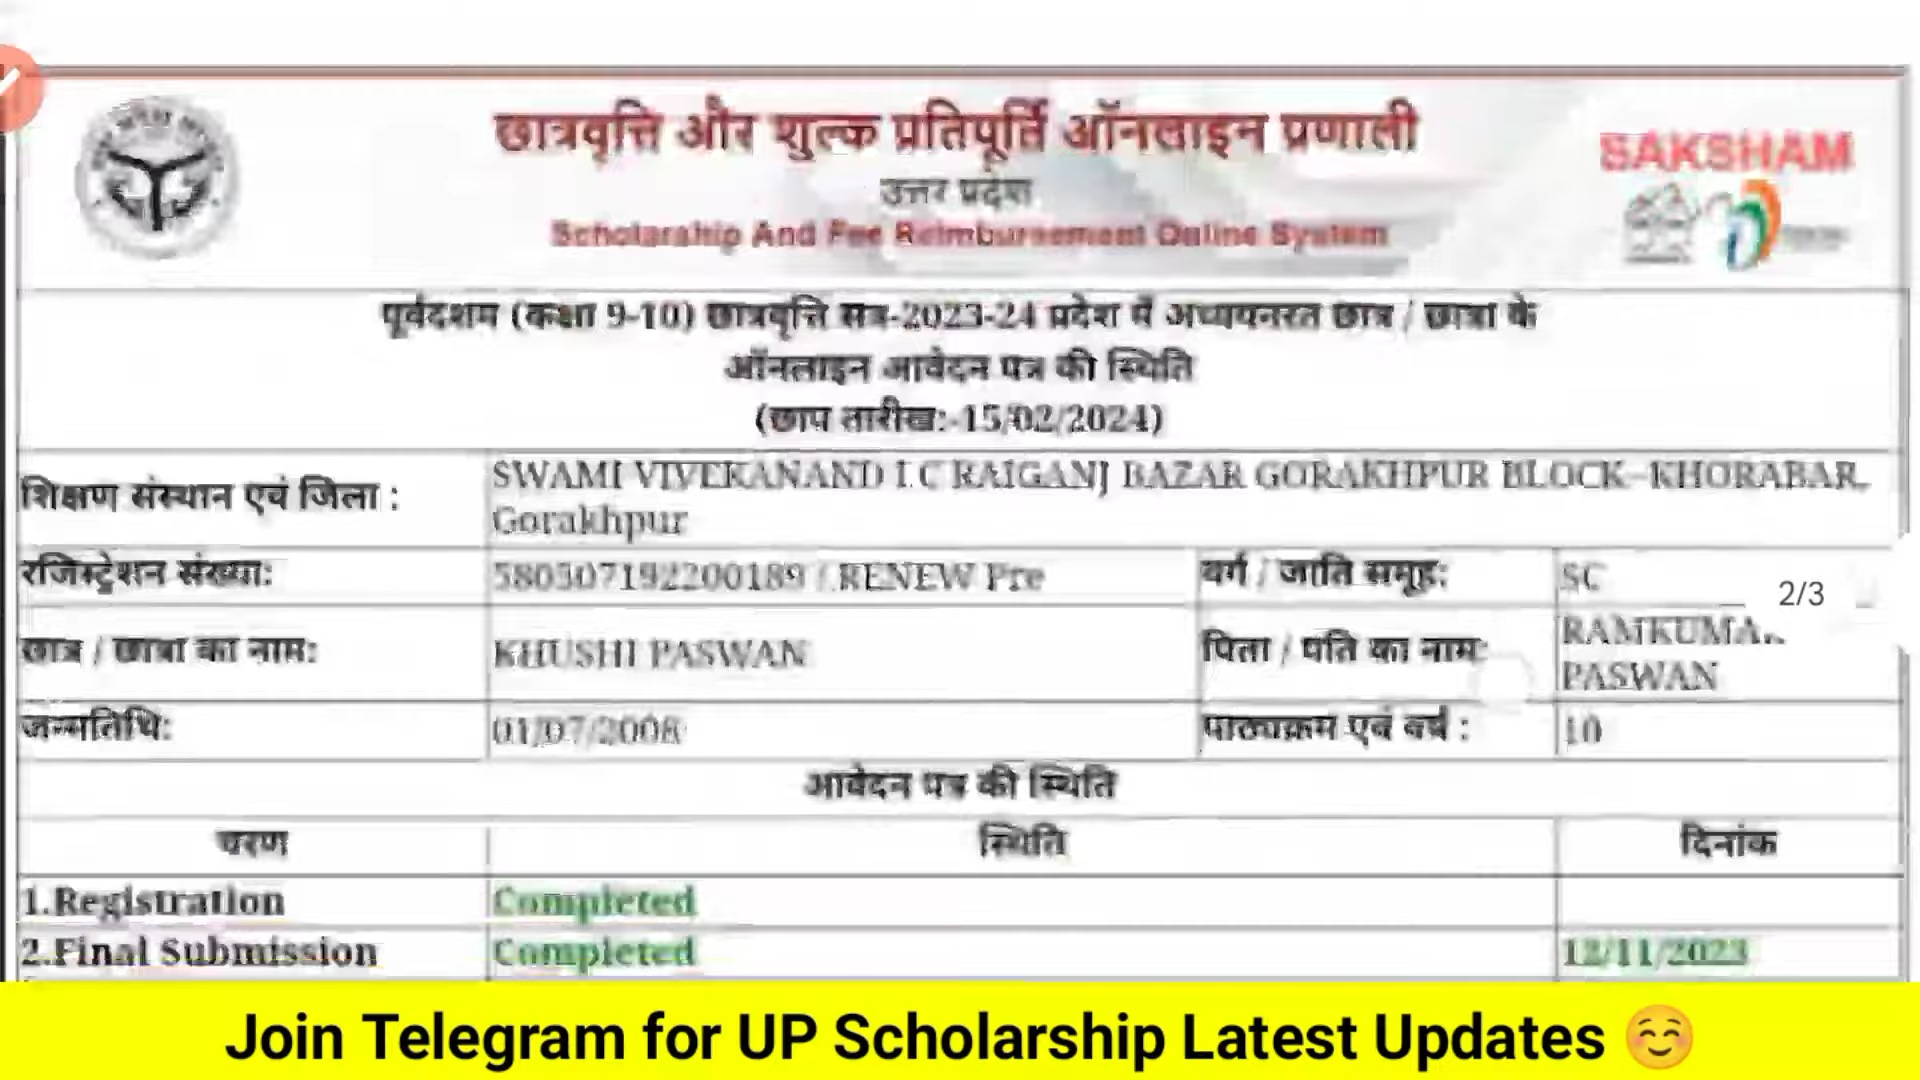 छात्रवृत्ति और शुल्क प्रतिपूर्ति ऑनलाइन प्रणाली
उत्तर प्रदेश
Scholarship And Fee Reimbursement Online System
SAKSHAM
पूर्वदशम (कक्षा 9-10) छात्रवृत्ति सत्र-2023-24 प्रदेश में अध्ययनरत छात्र / छात्रा के
ऑनलाइन आवेदन पत्र की स्थिति
(छाप तारीख:-15/02/2024)
शिक्षण संस्थान एवं जिला :
SWAMI VIVEKANAND I.C RAIGANJ BAZAR GORAKHPUR BLOCK-KHORABAR,
Gorakhpur
रजिस्ट्रेशन संख्या: 580507192200189 / RENEW Pre वर्ग / जाति समूह: SC
2/3
छात्र / छात्रा का नाम: KHUSHI PASWAN पिता / पति का नाम:
PASWAN
जन्मतिथि: 01/07/2008 पाठ्यक्रम एवं वर्ष : 10
आवेदन पत्र की स्थिति
चरण स्थिति दिनांक
1.Registration Completed
2.Final Submission Completed 12/11/2023
Join Telegram for UP Scholarship Latest Updates